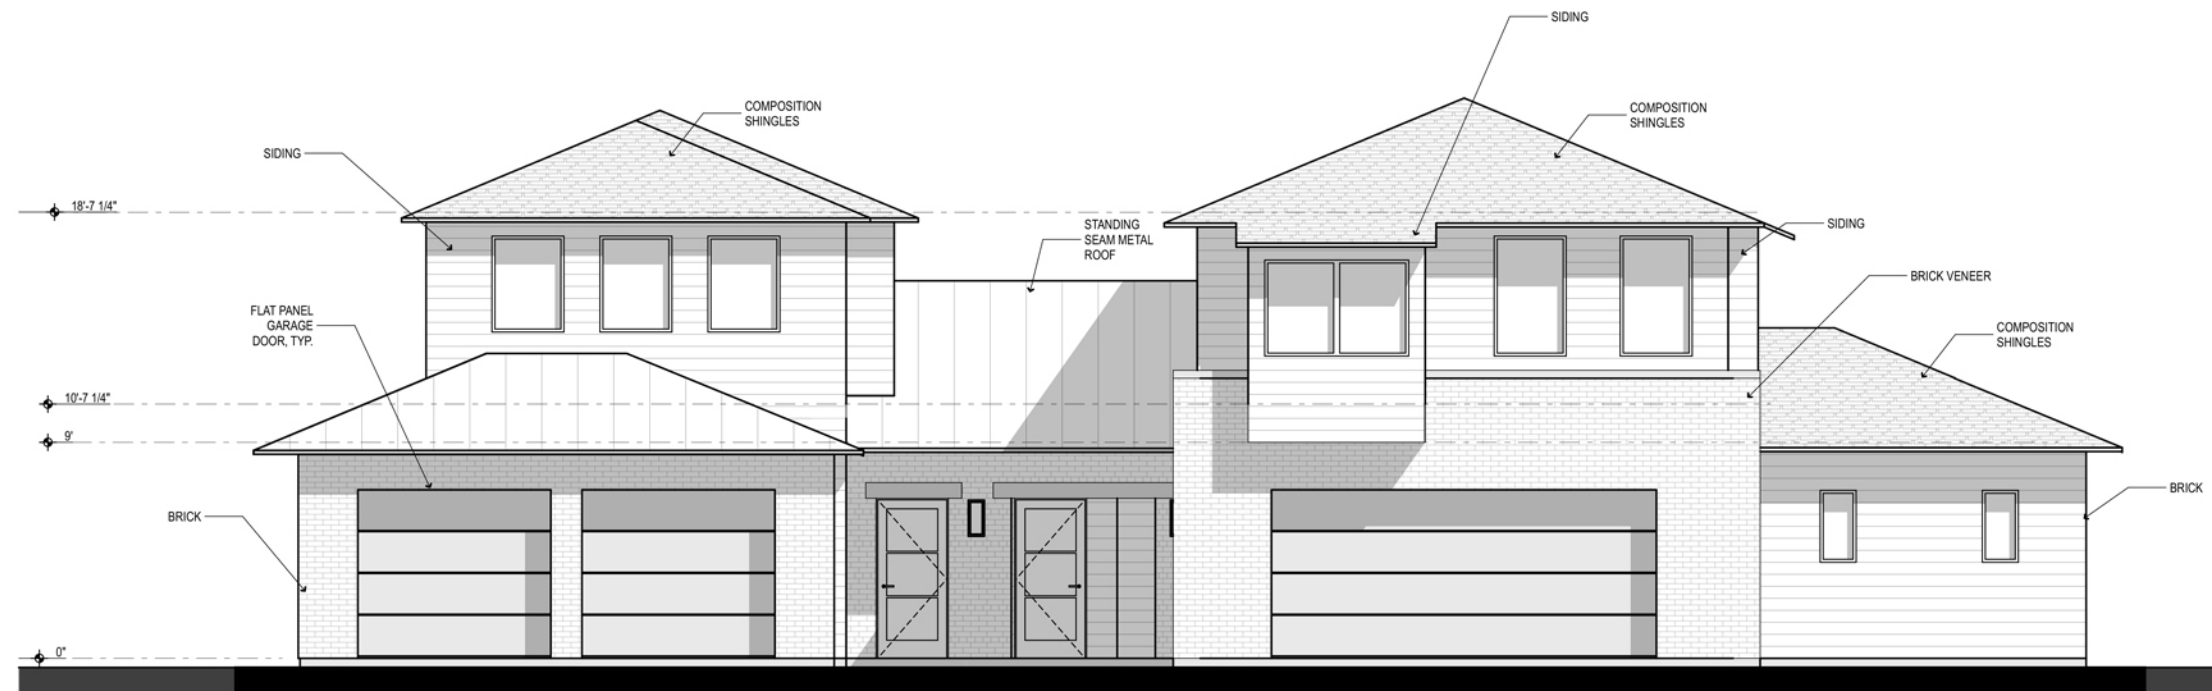 SIDING
COMPOSITION
SHINGLES
COMPOSITION
SHINGLES
SIDING
18'-7 1/4"
STANDING
SEAM METAL
ROOF
SIDING
BRICK VENEER
FLAT PANEL
GARAGE
DOOR, TYP.
COMPOSITION
SHINGLES
10'-7 1/4"
9'
BRICK
BRICK
0"